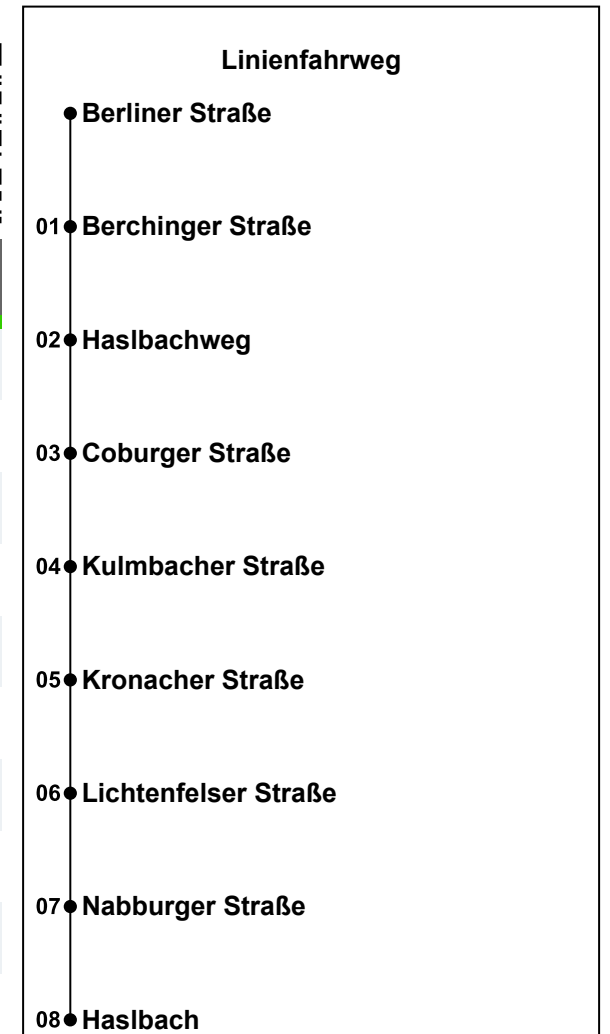 Linienfahrweg
Berliner Straße
01 Berchinger Straße
02 Haslbachweg
03 Coburger Straße
04 Kulmbacher Straße
05 Kronacher Straße
06 Lichtenfelser Straße
07 Nabburger Straße
08 Haslbach